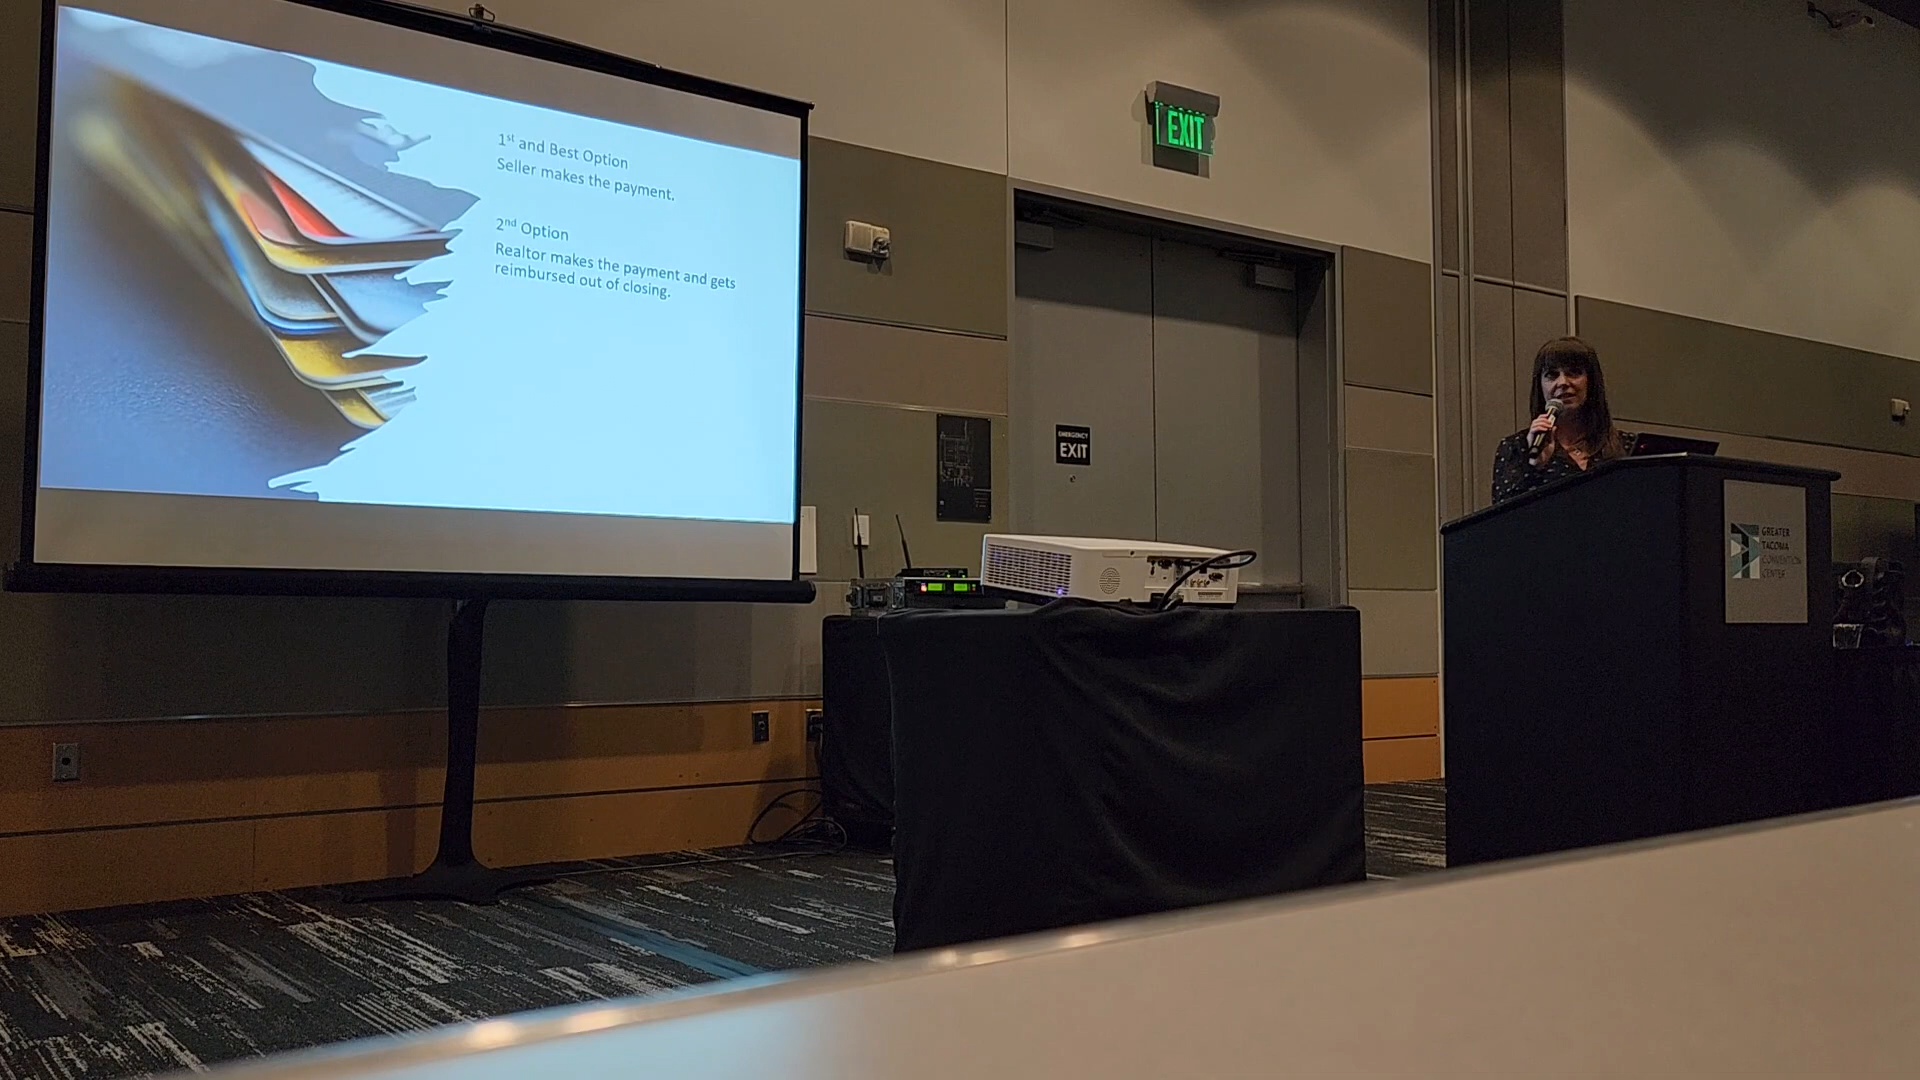 1st and Best Option
Seller makes the payment.
2nd Option
Realtor makes the payment and gets
reimbursed out of closing.
EXIT
EMERGENCY
EXIT
GREATER
TACOMA
CONVENTION
CENTER